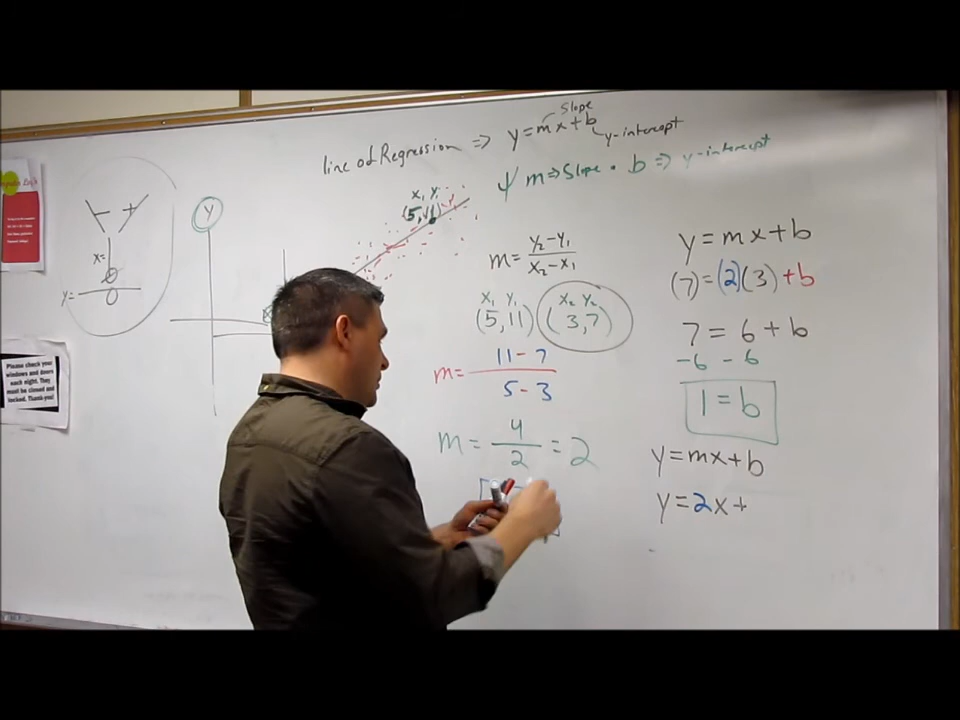 line of Regression ⇒ y = mx + b
Slope
y-intercept
m ⇒ Slope • b ⇒ y-intercept
Y
x=
y=
+
0
Please check your
windows and doors
each night. They
must be closed and
locked. Thank you!
X₁ Y₁
(5,11)
m = y₂ - y₁ / x₂ - x₁
x₁ y₁
(5,11)
x₂ y₂
(3,7)
m = 11 - 7 / 5 - 3
m = 4 / 2 = 2
y = mx + b
(7) = (2)(3) + b
7 = 6 + b
-6 - 6
1 = b
y = mx + b
y = 2x +